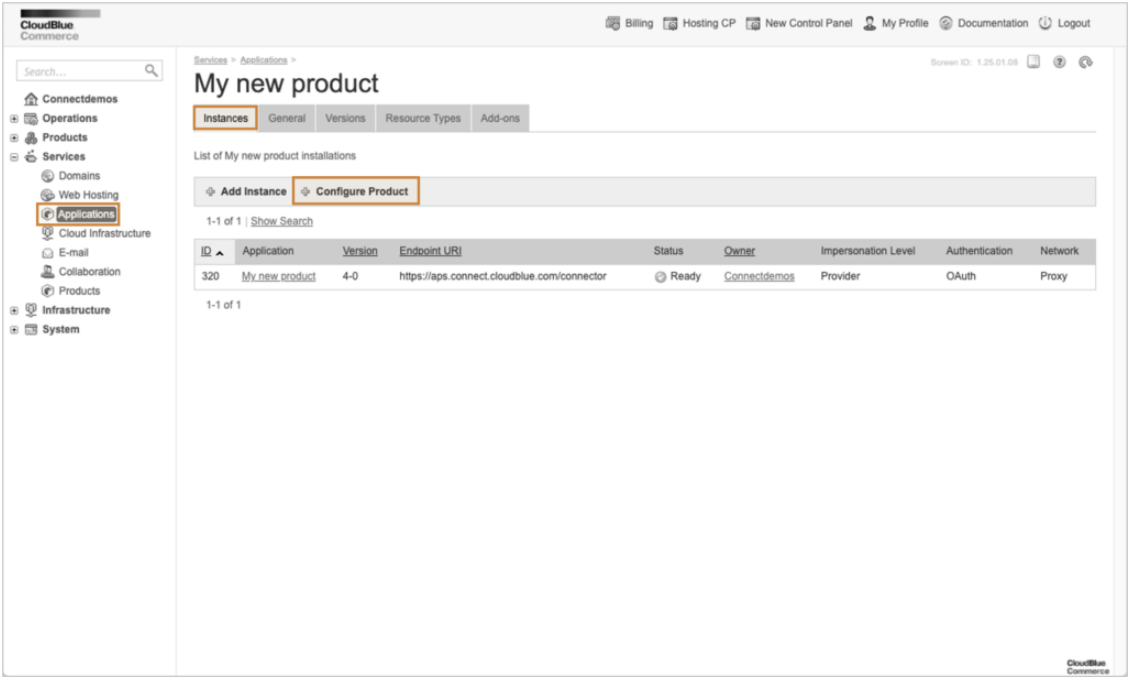 CloudBlue
Commerce
Billing Hosting CP New Control Panel My Profile Documentation Logout
Search...
Connectdemos
Operations
Products
Services
Domains
Web Hosting
Applications
Cloud Infrastructure
E-mail
Collaboration
Products
Infrastructure
System
Services > Applications >
Screen ID: 1.25.01.08
My new product
Instances General Versions Resource Types Add-ons
List of My new product installations
Add Instance Configure Product
1-1 of 1 | Show Search
ID Application Version Endpoint URI Status Owner Impersonation Level Authentication Network
320 My new product 4-0 https://aps.connect.cloudblue.com/connector Ready Connectdemos Provider OAuth Proxy
1-1 of 1
CloudBlue
Commerce